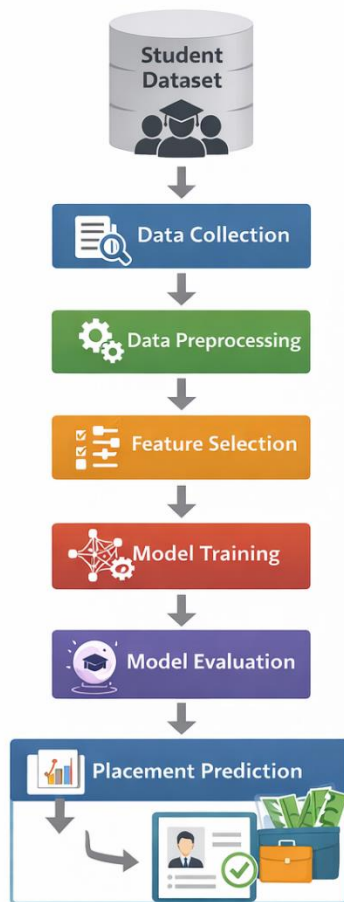 Student
Dataset
Data Collection
Data Preprocessing
Feature Selection
Model Training
Model Evaluation
Placement Prediction